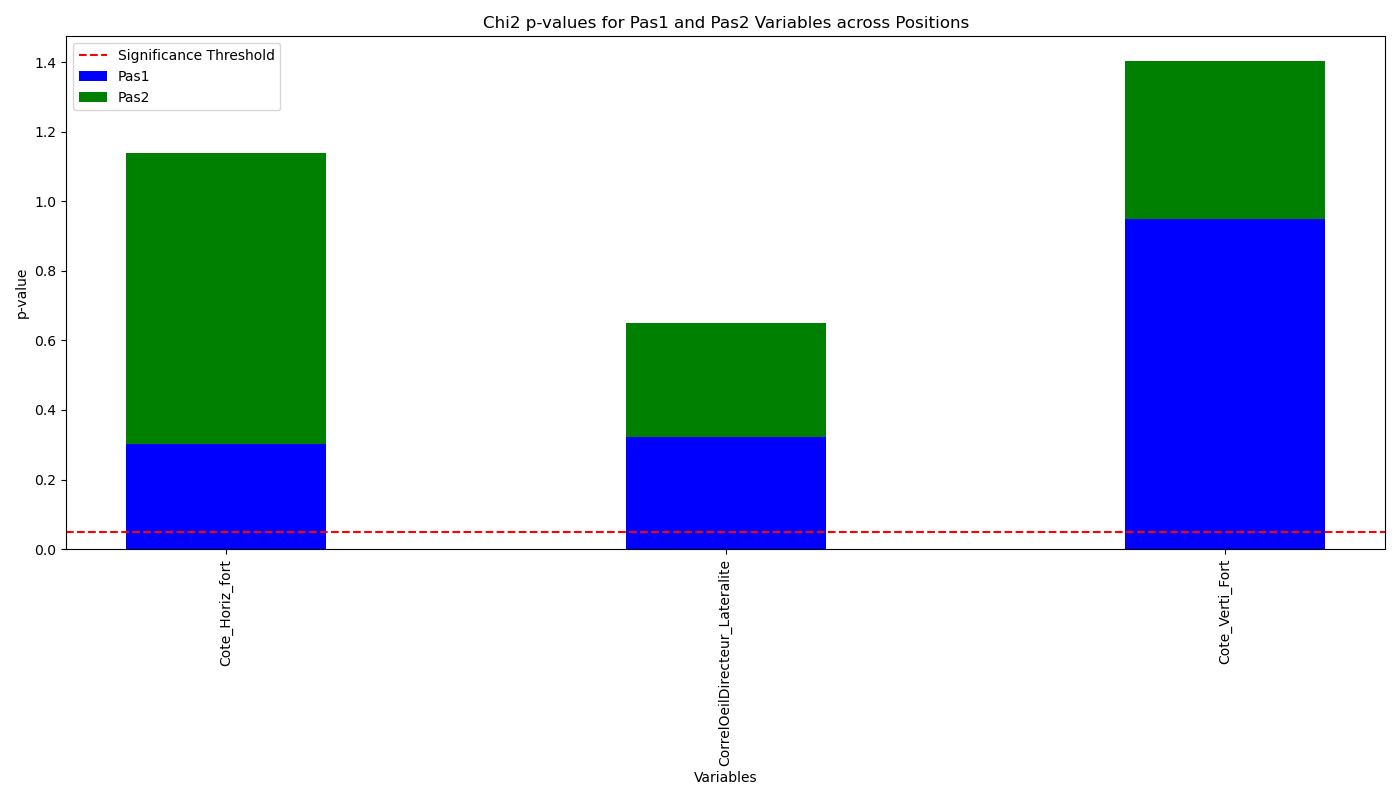 Chi2 p-values for Pas1 and Pas2 Variables across Positions
Significance Threshold
Pas1
Pas2
p-value
1.4
1.2
1.0
0.8
0.6
0.4
0.2
0.0
Cote_Horiz_fort
CorrelOeilDirecteur_Lateralite
Cote_Verti_Fort
Variables